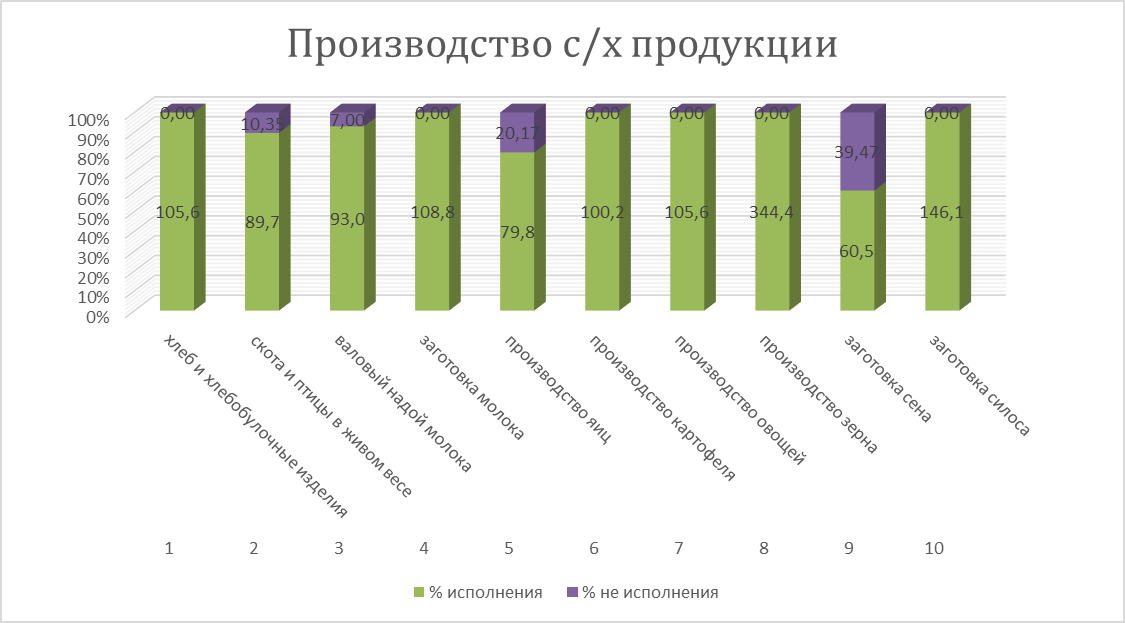 Производство с/х продукции
100%
90%
80%
70%
60%
50%
40%
30%
20%
10%
0%
0,00 10,35 7,00 0,00 20,17 0,00 0,00 0,00 39,47 0,00
105,6 89,7 93,0 108,8 79,8 100,2 105,6 344,4 60,5 146,1
хлеб и хлебобулочные изделия
скота и птицы в живом весе
валовый надой молока
заготовка молока
производство яиц
производство картофеля
производство овощей
производство зерна
заготовка сена
заготовка силоса
1 2 3 4 5 6 7 8 9 10
% исполнения % не исполнения